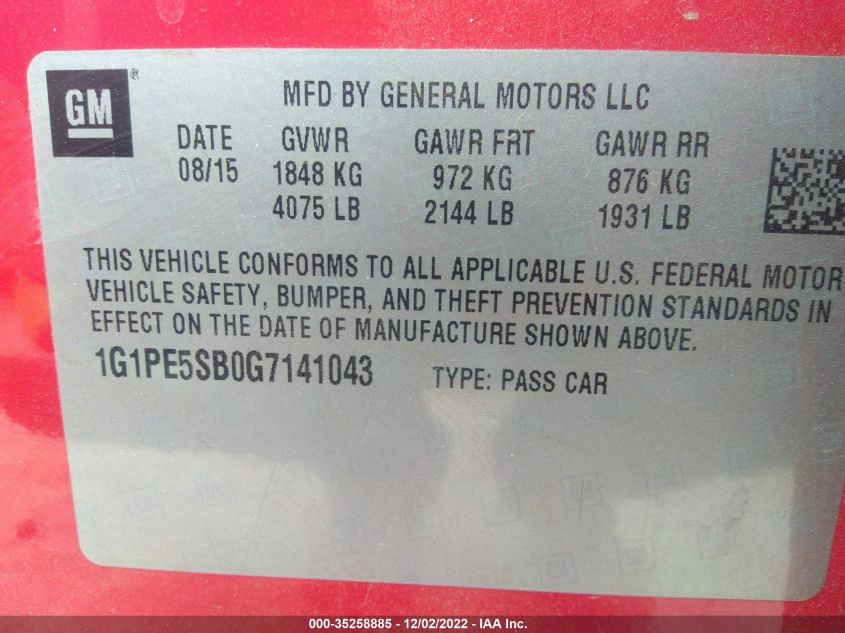 GM ®
MFD BY GENERAL MOTORS LLC
DATE GVWR GAWR FRT GAWR RR
08/15 1848 KG 972 KG 876 KG
4075 LB 2144 LB 1931 LB
THIS VEHICLE CONFORMS TO ALL APPLICABLE U.S. FEDERAL MOTOR
VEHICLE SAFETY, BUMPER, AND THEFT PREVENTION STANDARDS IN
EFFECT ON THE DATE OF MANUFACTURE SHOWN ABOVE.
1G1PE5SB0G7141043 TYPE: PASS CAR
000-35258885 - 12/02/2022 - IAA Inc.